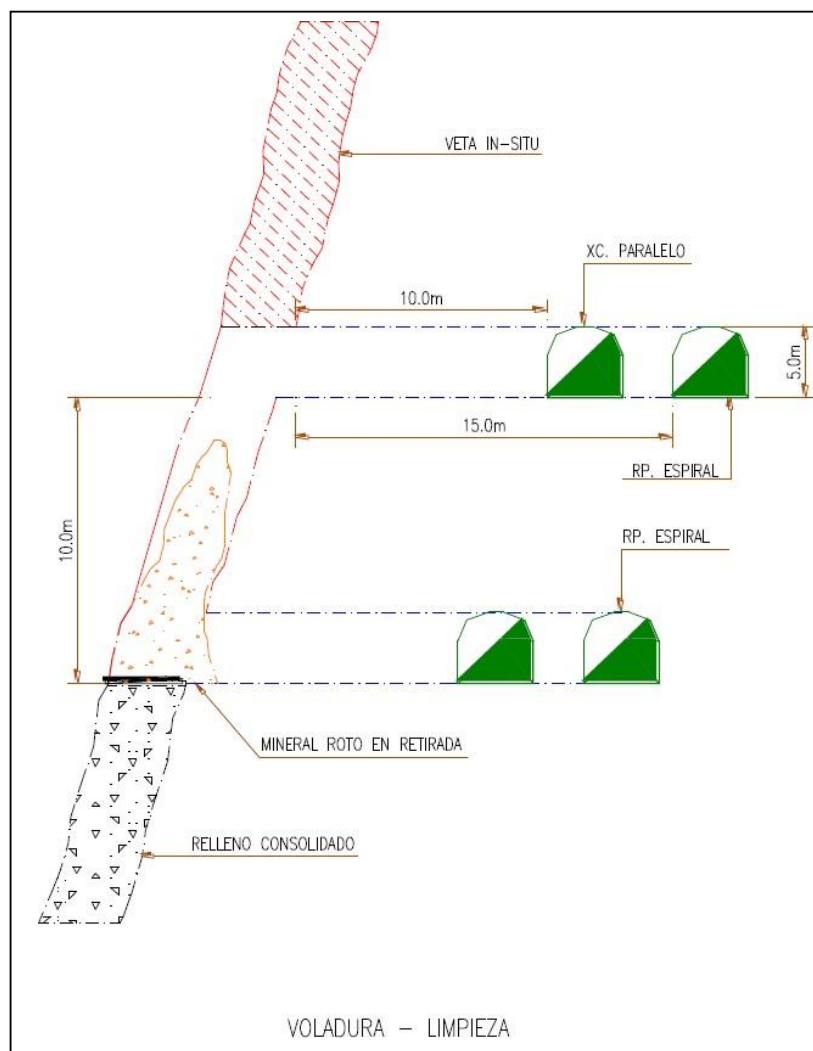 VETA IN-SITU
XC. PARALELO
10.0m
5.0m
15.0m
RP. ESPIRAL
RP. ESPIRAL
10.0m
MINERAL ROTO EN RETIRADA
RELLENO CONSOLIDADO
VOLADURA – LIMPIEZA